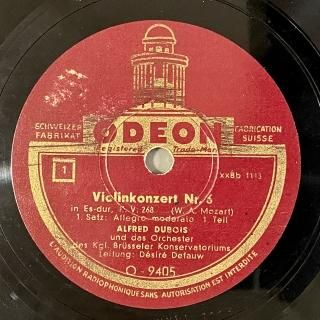 SCHWEIZER FABRIKAT
FABRICATION SUISSE
ODEON
Registered Trade-Mark
1
xxBb 1113
Violinkonzert Nr. 6
in Es-dur, K. V. 268 (W. A. Mozart)
1. Satz: Allegro moderato 1. Teil
ALFRED DUBOIS
und das Orchester
des Kgl. Brüsseler Konservatoriums
Leitung: Désiré Defauw
O - 9405
L'AUDITION RADIOPHONIQUE SANS AUTORISATION EST INTERDITE